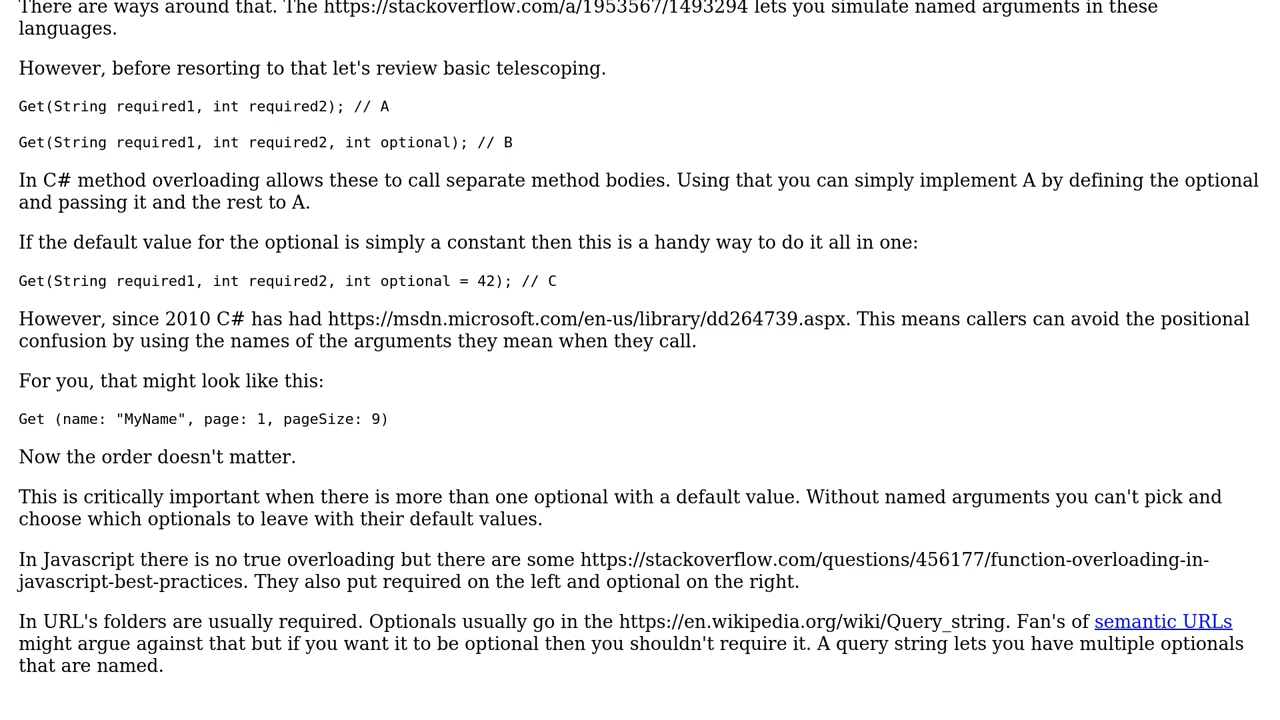 There are ways around that. The https://stackoverflow.com/a/1953567/1493294 lets you simulate named arguments in these
languages.
However, before resorting to that let's review basic telescoping.
Get(String required1, int required2); // A
Get(String required1, int required2, int optional); // B
In C# method overloading allows these to call separate method bodies. Using that you can simply implement A by defining the optional
and passing it and the rest to A.
If the default value for the optional is simply a constant then this is a handy way to do it all in one:
Get(String required1, int required2, int optional = 42); // C
However, since 2010 C# has had https://msdn.microsoft.com/en-us/library/dd264739.aspx. This means callers can avoid the positional
confusion by using the names of the arguments they mean when they call.
For you, that might look like this:
Get (name: "MyName", page: 1, pageSize: 9)
Now the order doesn't matter.
This is critically important when there is more than one optional with a default value. Without named arguments you can't pick and
choose which optionals to leave with their default values.
In Javascript there is no true overloading but there are some https://stackoverflow.com/questions/456177/function-overloading-in-
javascript-best-practices. They also put required on the left and optional on the right.
In URL's folders are usually required. Optionals usually go in the https://en.wikipedia.org/wiki/Query_string. Fan's of semantic URLs
might argue against that but if you want it to be optional then you shouldn't require it. A query string lets you have multiple optionals
that are named.